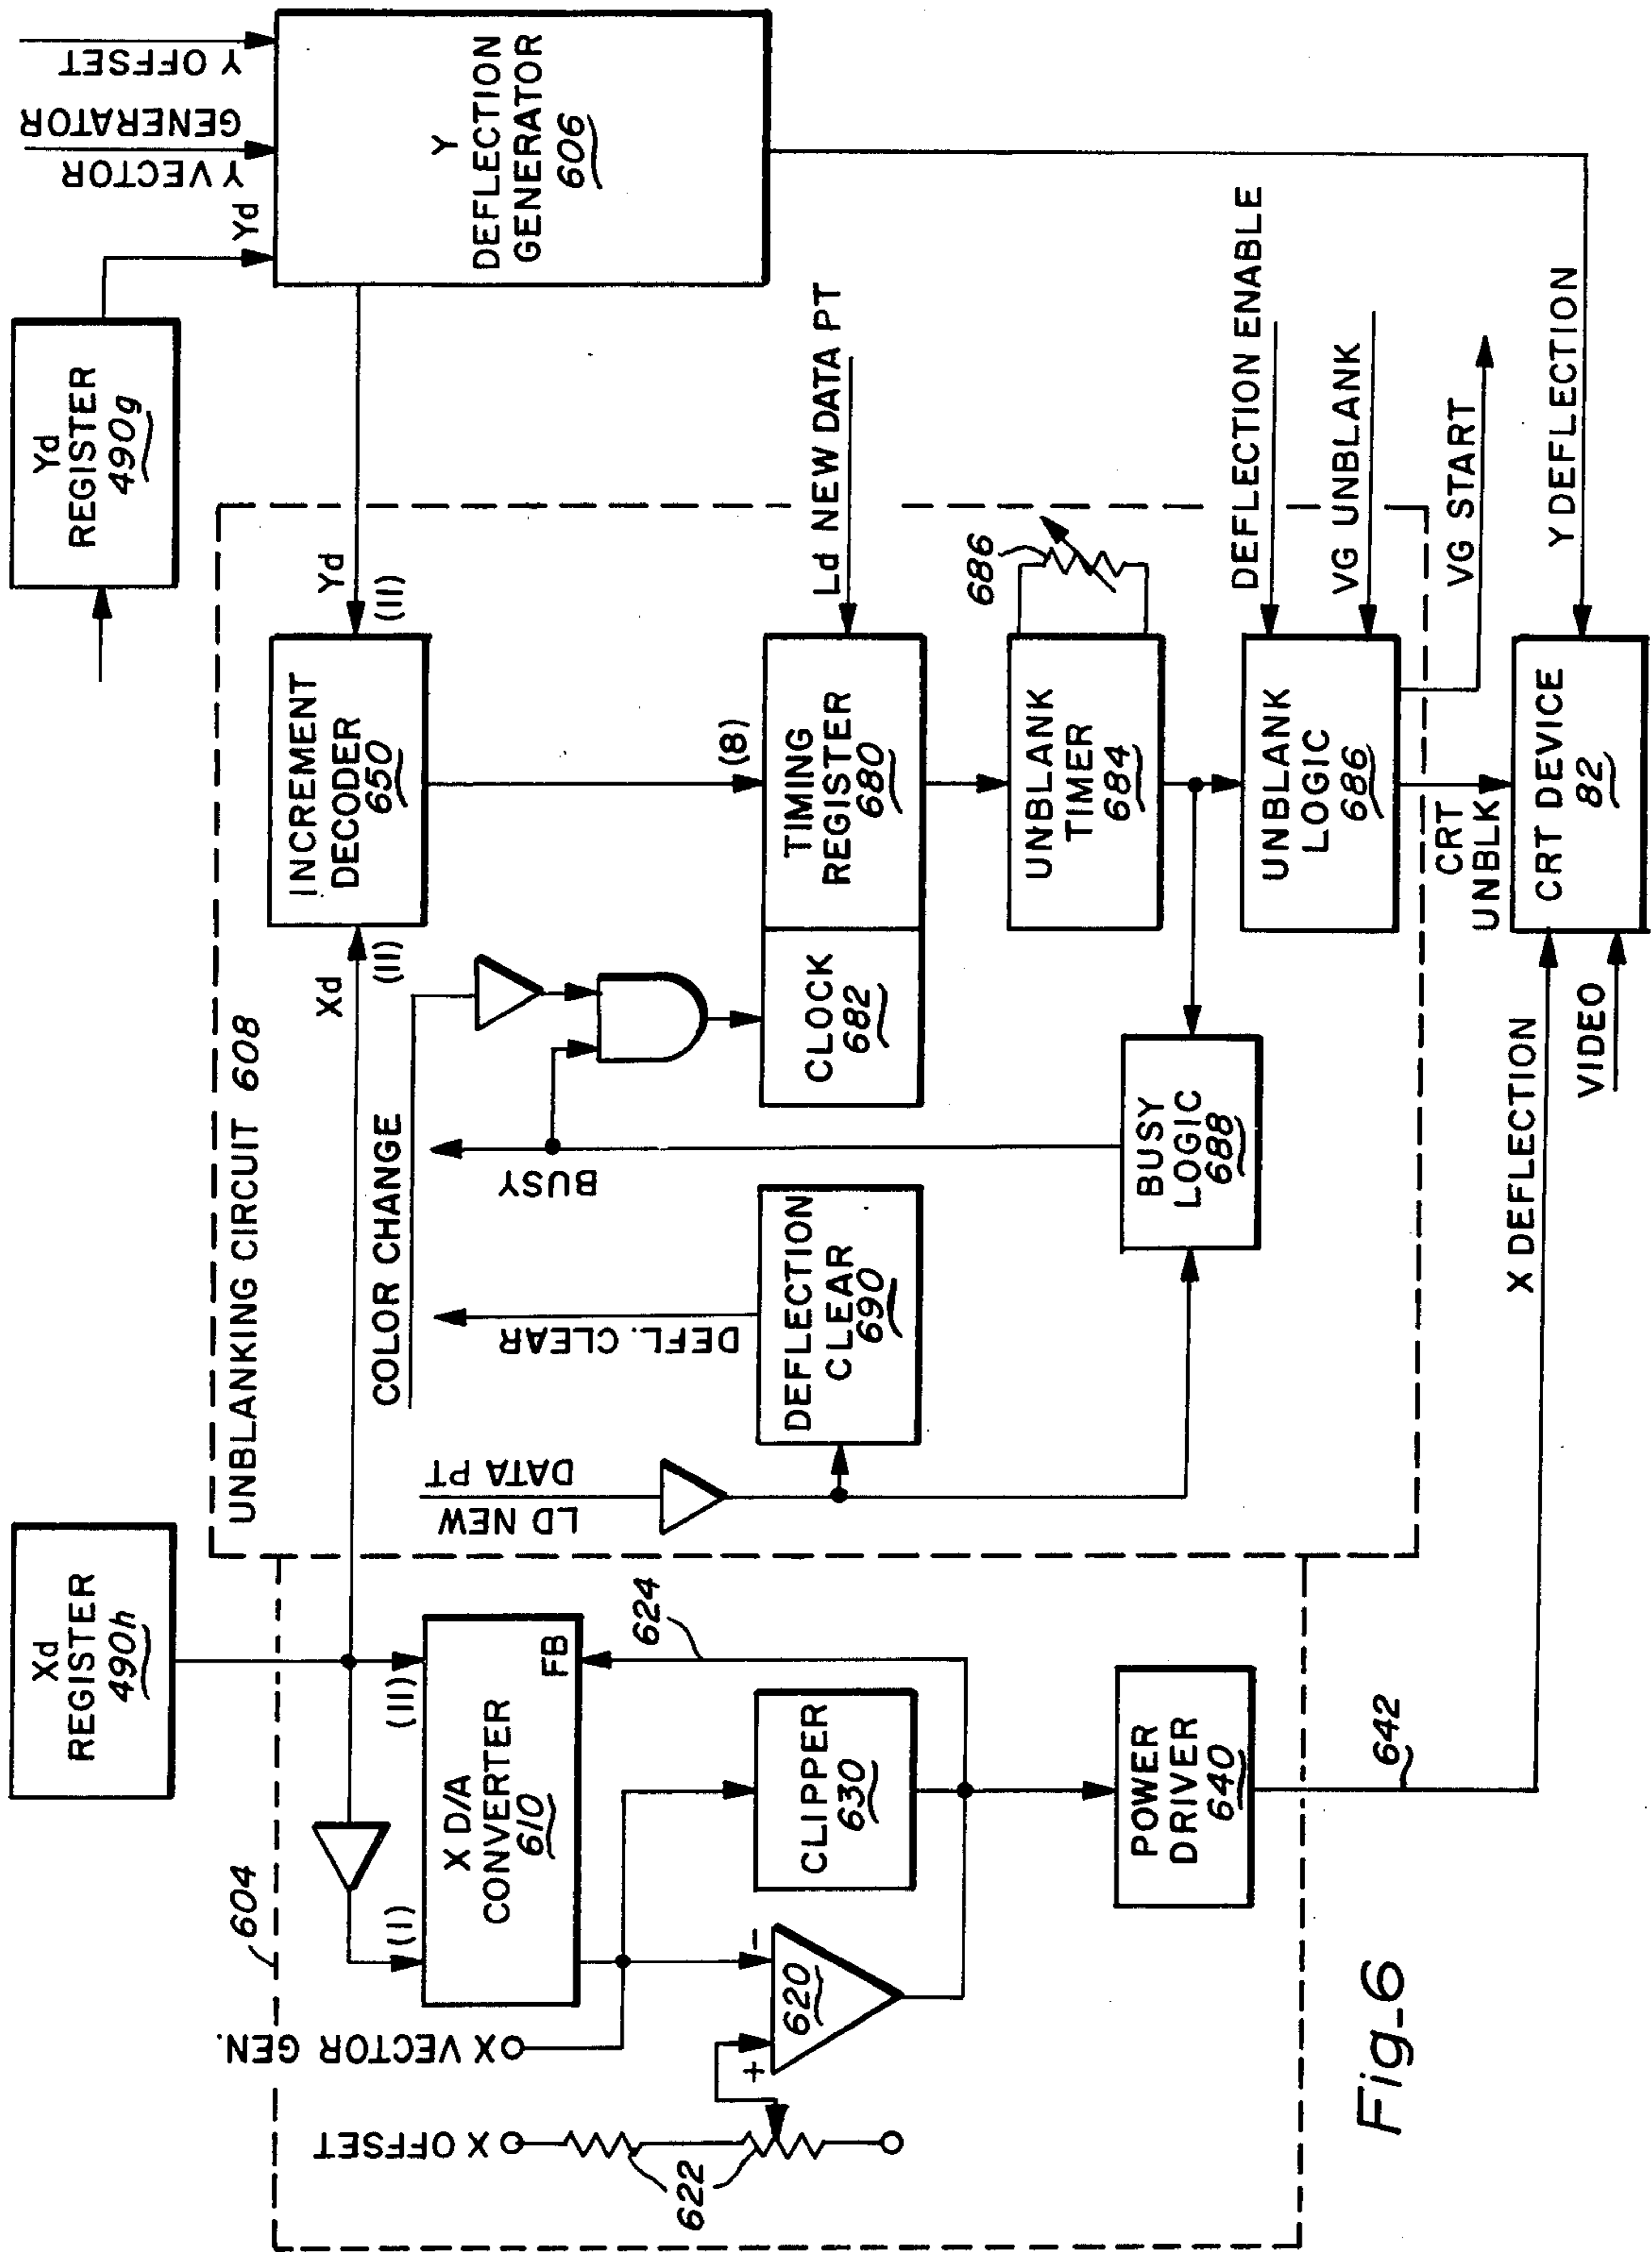 Xd
REGISTER
490h
Yd
REGISTER
490g
Y VECTOR
GENERATOR
Y OFFSET
Yd
Y
DEFLECTION
GENERATOR
606
604
UNBLANKING CIRCUIT 608
X VECTOR GEN.
X OFFSET
622
(1)
(11)
X D/A
CONVERTER
610
FB
624
+
-
620
CLIPPER
630
POWER
DRIVER
640
642
Xd
(11)
Yd
(11)
INCREMENT
DECODER
650
COLOR CHANGE
LD NEW
DATA PT
DEFL. CLEAR
BUSY
DEFLECTION
CLEAR
690
CLOCK
682
TIMING
REGISTER
680
(8)
Ld NEW DATA PT
UNBLANK
TIMER
684
686
BUSY
LOGIC
688
UNBLANK
LOGIC
686
DEFLECTION ENABLE
VG UNBLANK
VG START
CRT
UNBLK
X DEFLECTION
VIDEO
CRT DEVICE
82
Y DEFLECTION
Fig_6